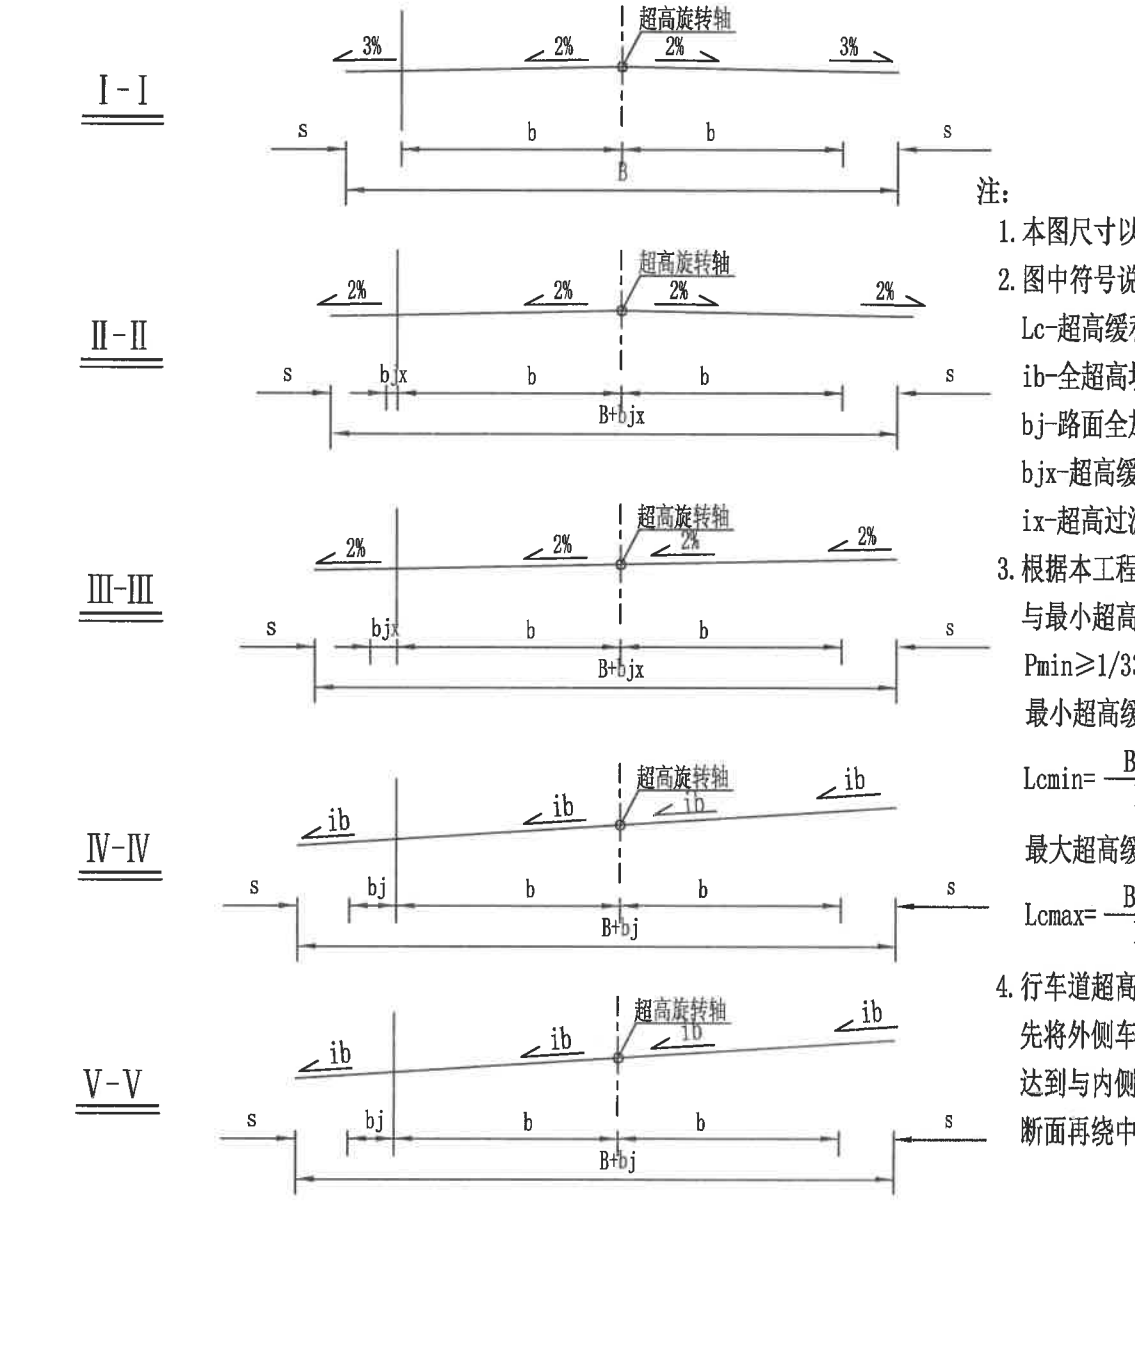 超高旋转轴
3% 2% 2% 3%
I-I
s b b s
B
超高旋转轴
2% 2% 2% 2%
II-II
s bjx b b s
B+bjx
超高旋转轴
2% 2% 2% 2%
III-III
s bjx b b s
B+bjx
超高旋转轴
ib ib ib ib
IV-IV
s bj b b s
B+bj
超高旋转轴
ib ib ib ib
V-V
s bj b b s
B+bj
注:
1.本图尺寸以
2.图中符号说
Lc-超高缓
ib-全超高
bj-路面全
bjx-超高缓
ix-超高过
3.根据本工程
与最小超高
Pmin≥1/33
最小超高缓
Lcmin= B
最大超高缓
Lcmax= B
4.行车道超高
先将外侧车
达到与内侧
断面再绕中